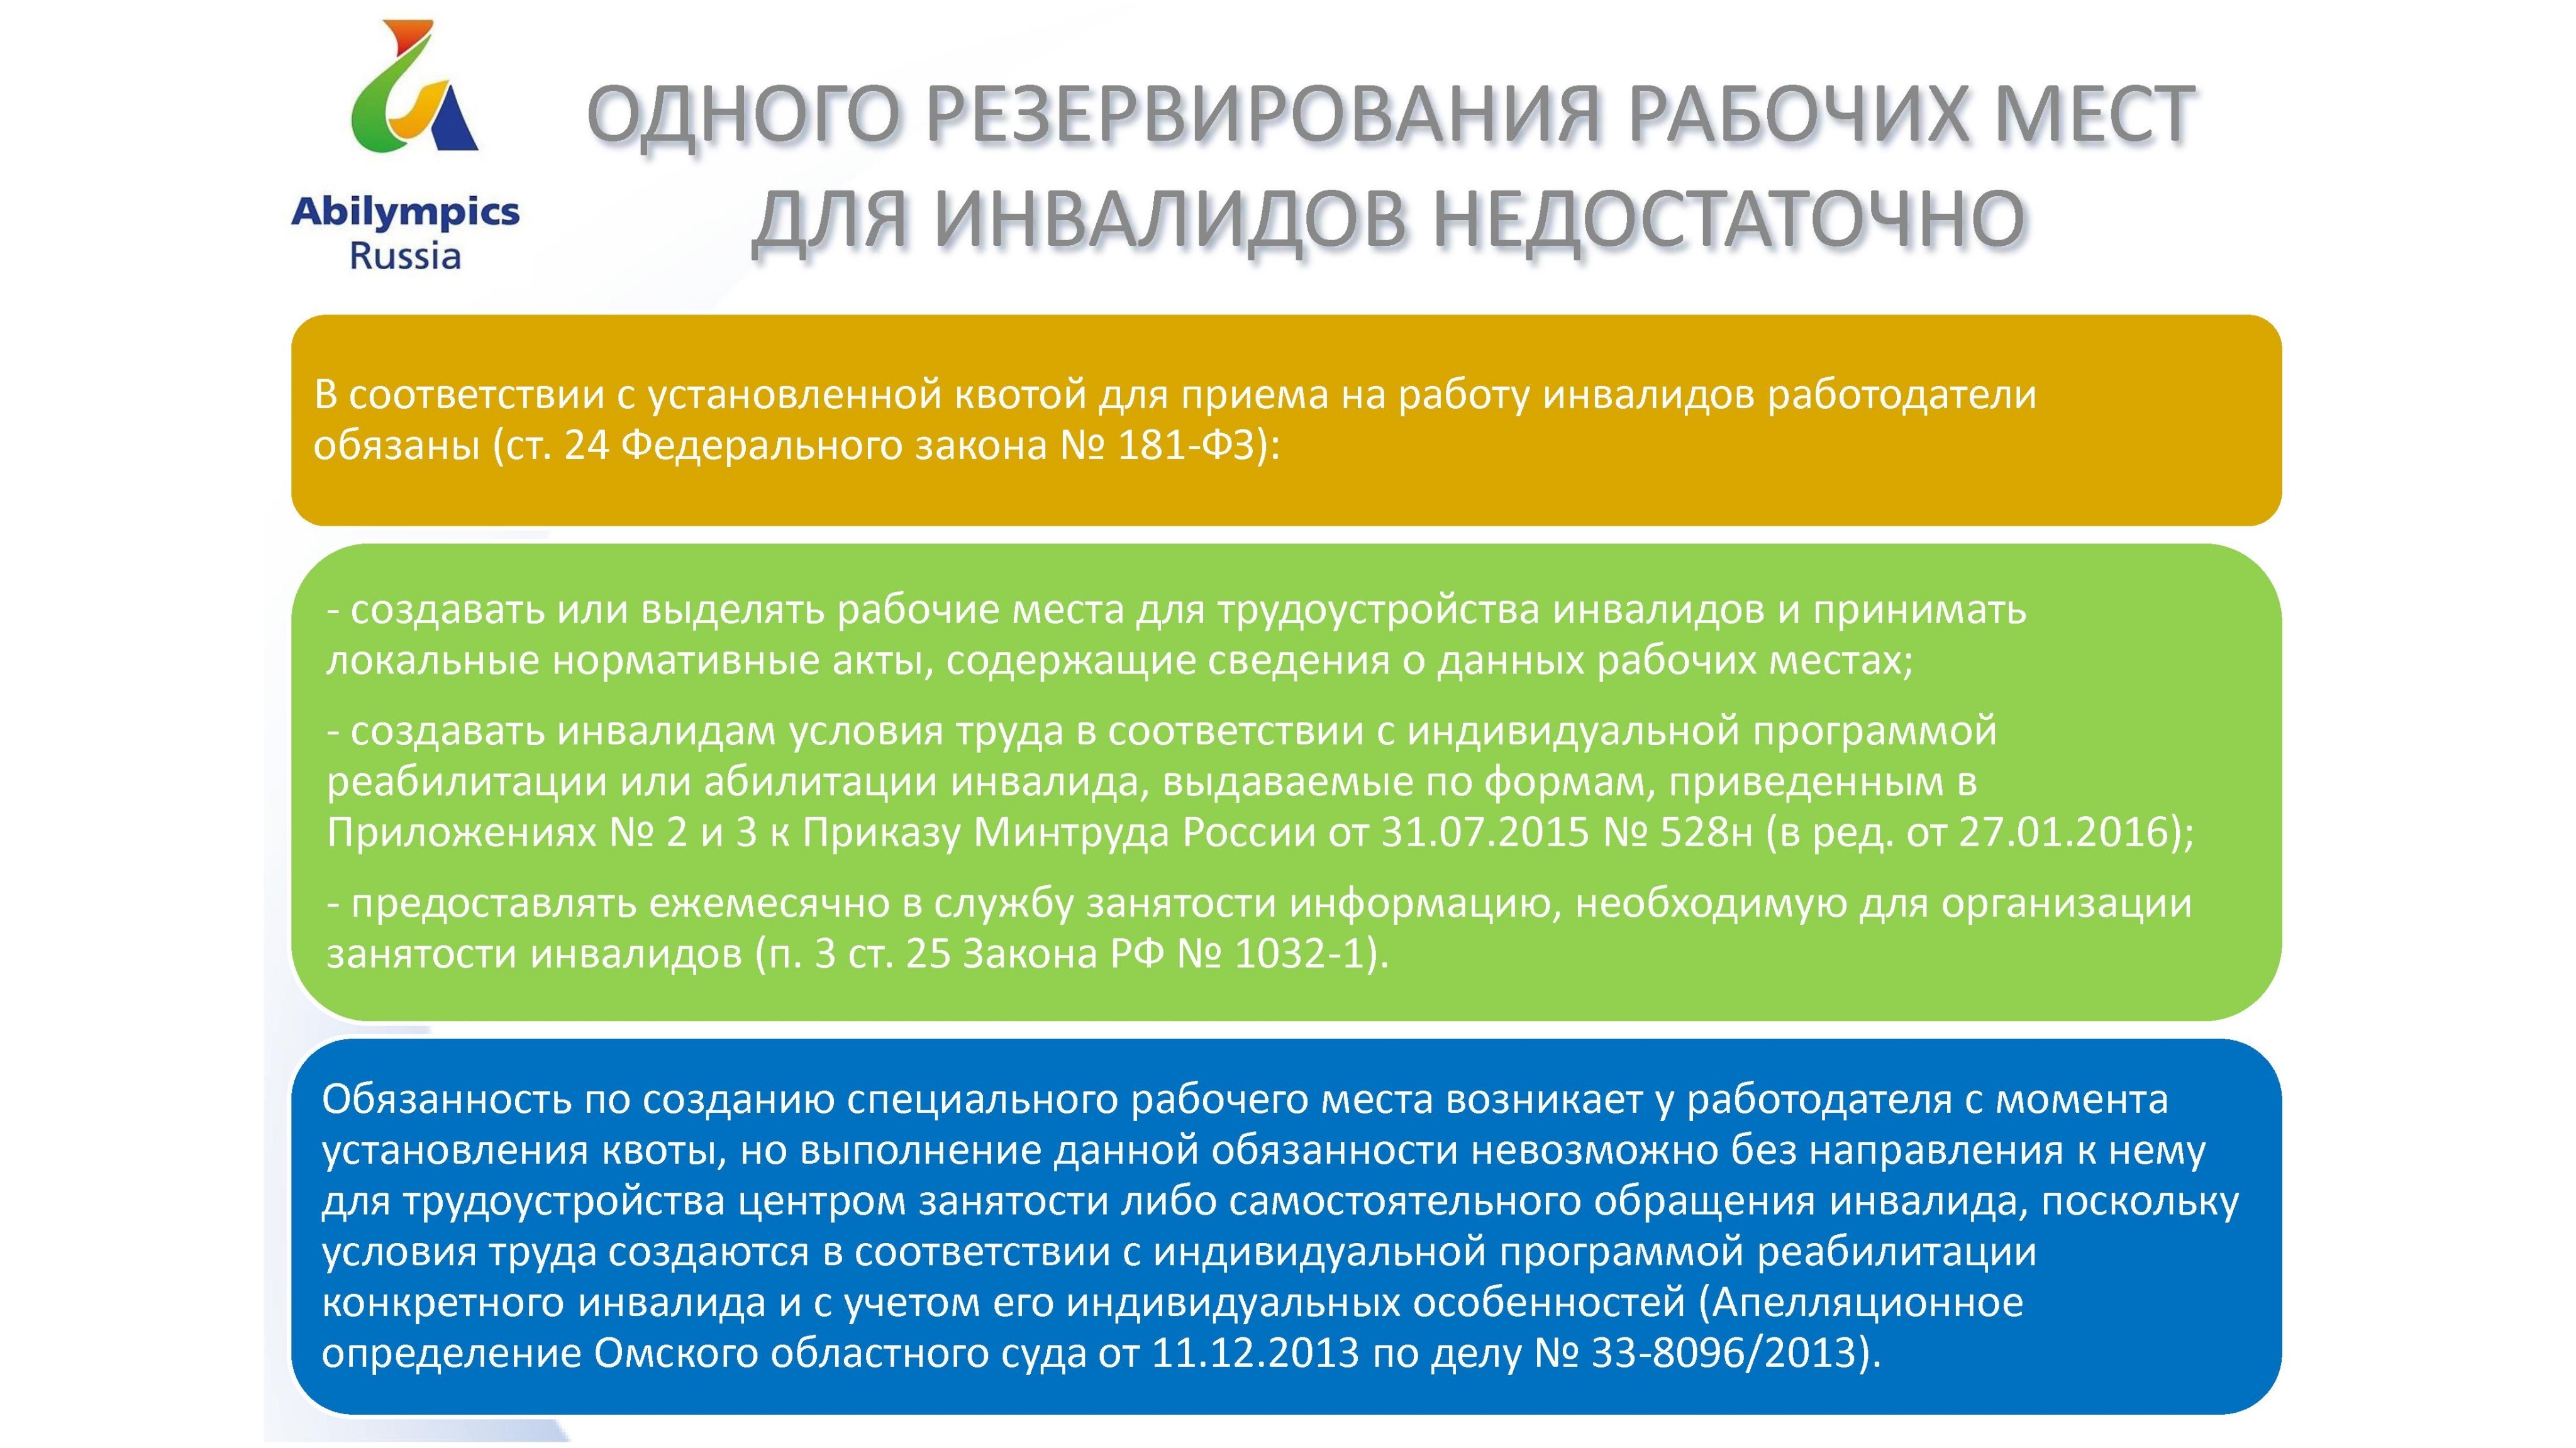 Abilympics
Russia
ОДНОГО РЕЗЕРВИРОВАНИЯ РАБОЧИХ МЕСТ
ДЛЯ ИНВАЛИДОВ НЕДОСТАТОЧНО
В соответствии с установленной квотой для приема на работу инвалидов работодатели
обязаны (ст. 24 Федерального закона № 181-ФЗ):
- создавать или выделять рабочие места для трудоустройства инвалидов и принимать
локальные нормативные акты, содержащие сведения о данных рабочих местах;
- создавать инвалидам условия труда в соответствии с индивидуальной программой
реабилитации или абилитации инвалида, выдаваемые по формам, приведенным в
Приложениях № 2 и 3 к Приказу Минтруда России от 31.07.2015 № 528н (в ред. от 27.01.2016);
- предоставлять ежемесячно в службу занятости информацию, необходимую для организации
занятости инвалидов (п. 3 ст. 25 Закона РФ № 1032-1).
Обязанность по созданию специального рабочего места возникает у работодателя с момента
установления квоты, но выполнение данной обязанности невозможно без направления к нему
для трудоустройства центром занятости либо самостоятельного обращения инвалида, поскольку
условия труда создаются в соответствии с индивидуальной программой реабилитации
конкретного инвалида и с учетом его индивидуальных особенностей (Апелляционное
определение Омского областного суда от 11.12.2013 по делу № 33-8096/2013).